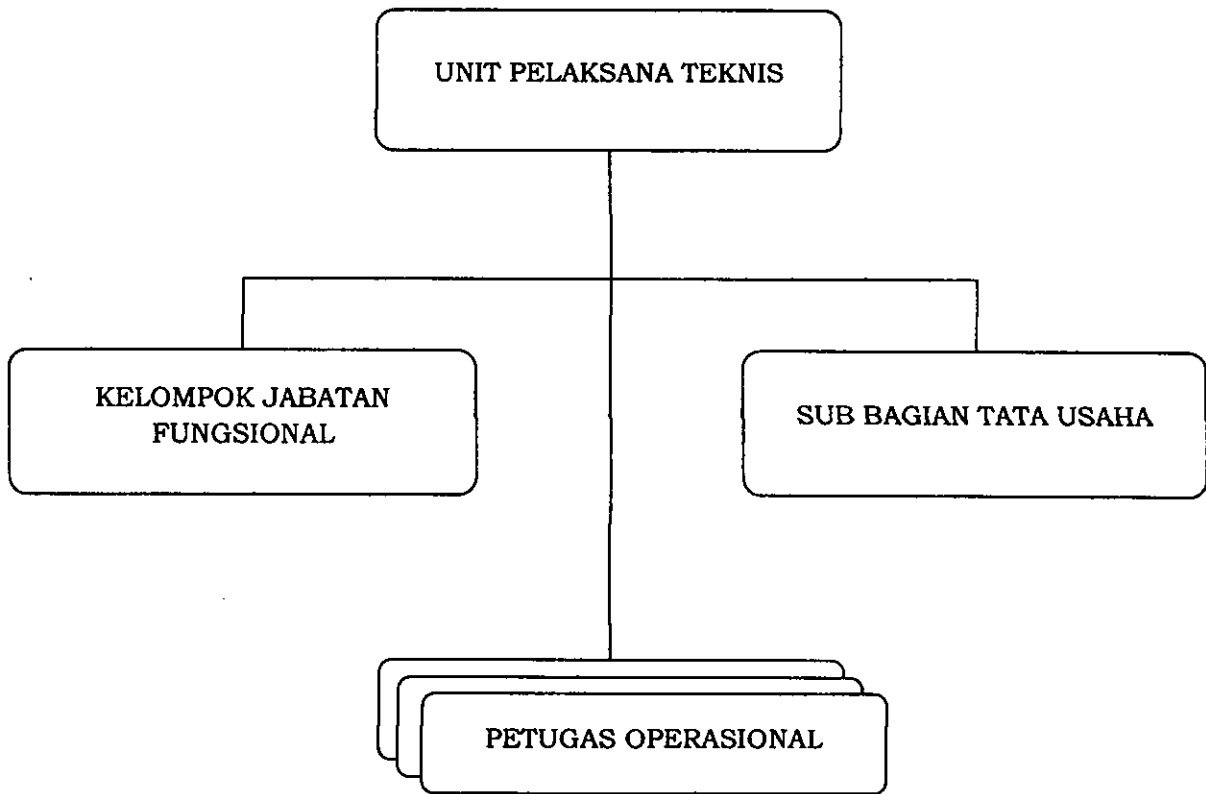 UNIT PELAKSANA TEKNIS
KELOMPOK JABATAN
FUNGSIONAL
SUB BAGIAN TATA USAHA
PETUGAS OPERASIONAL